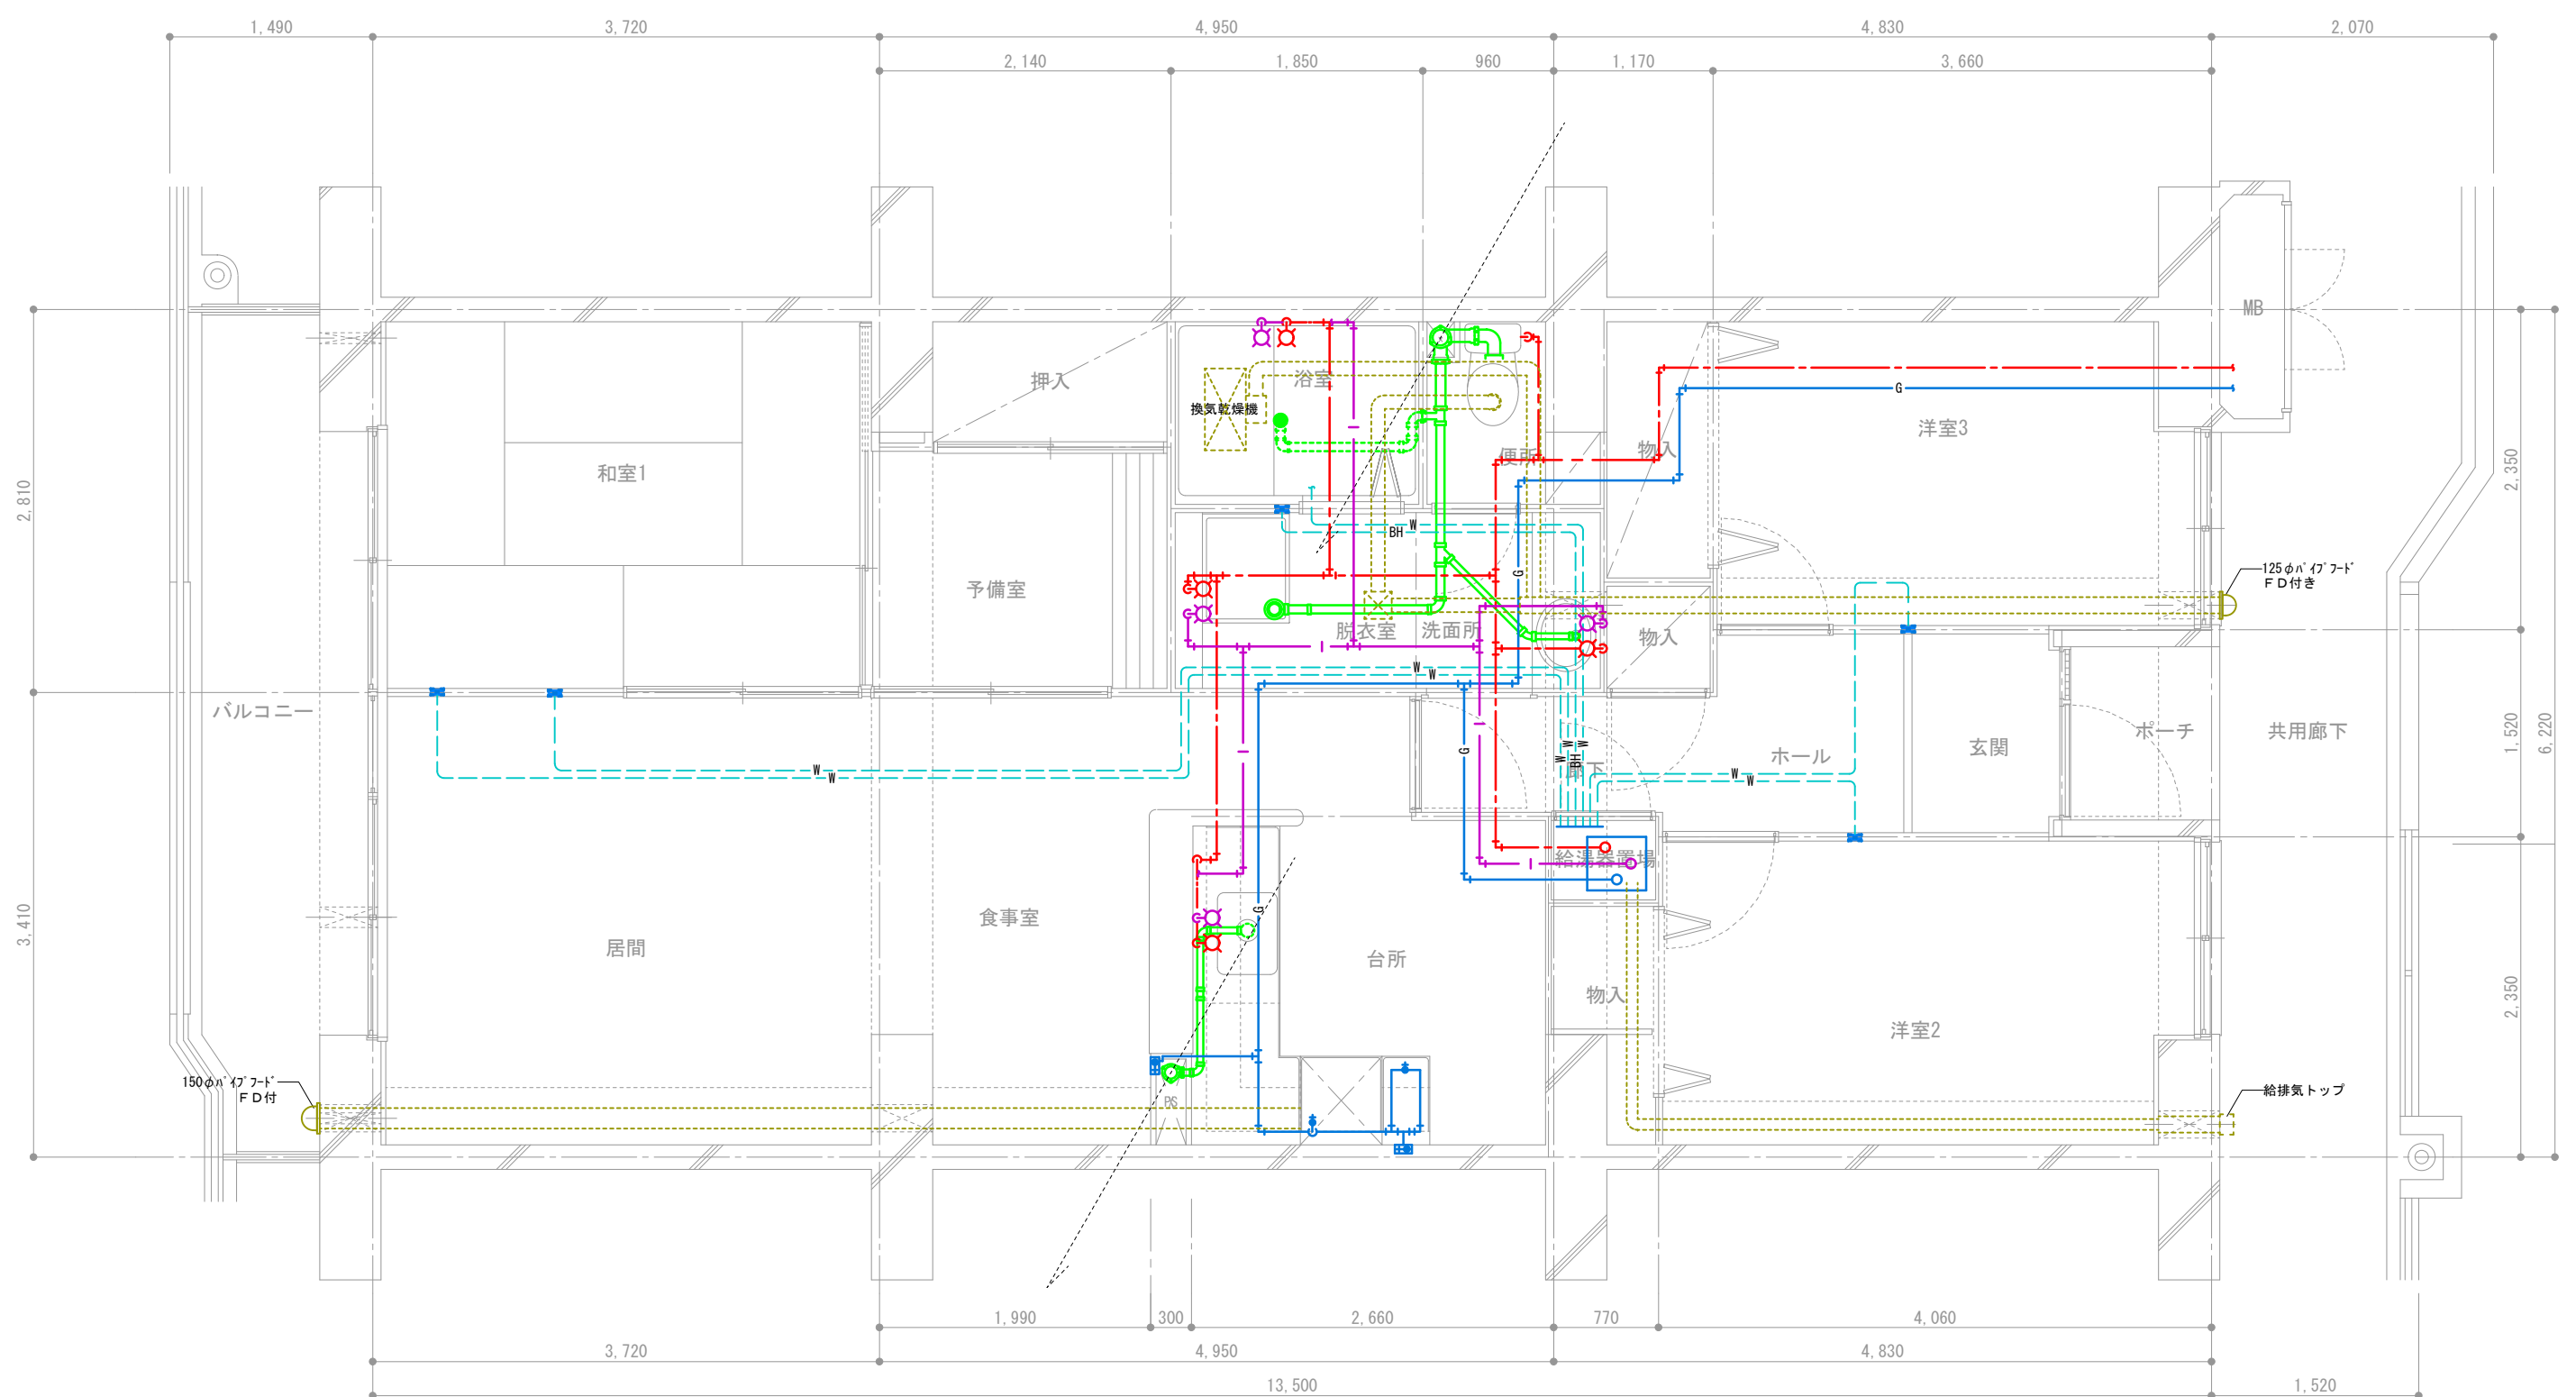 1,490
3,720
4,950
4,830
2,070
2,140
1,850
960
1,170
3,660
MB
押入
浴室
換気乾燥機
G
洋室3
便所
物入
和室1
2,810
2,350
W
BH
125φパイプフード
FD付き
G
予備室
脱衣室
洗面所
物入
W
W
バルコニー
ポーチ
共用廊下
1,520
6,220
玄関
ホール
G
W
W
W
BH
W
W
廊下
W
W
給湯器置場
G
食事室
居間
台所
3,410
2,350
物入
洋室2
150φパイプフード
FD付
PS
給排気トップ
1,990
300
2,660
770
4,060
3,720
4,950
4,830
13,500
1,520